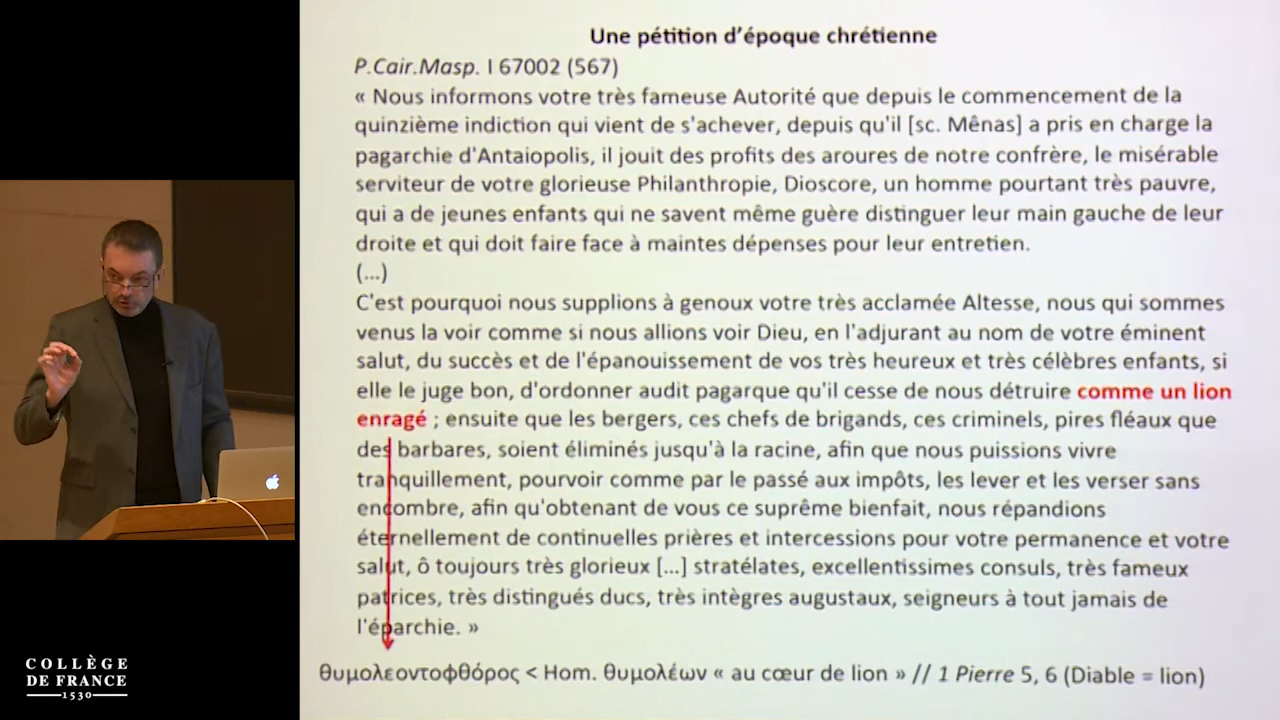 Une pétition d'époque chrétienne
P.Cair.Masp. I 67002 (567)
« Nous informons votre très fameuse Autorité que depuis le commencement de la
quinzième indiction qui vient de s'achever, depuis qu'il [sc. Mênas] a pris en charge la
pagarchie d'Antaiopolis, il jouit des profits des aroures de notre confrère, le misérable
serviteur de votre glorieuse Philanthropie, Dioscore, un homme pourtant très pauvre,
qui a de jeunes enfants qui ne savent même guère distinguer leur main gauche de leur
droite et qui doit faire face à maintes dépenses pour leur entretien.
(...)
C'est pourquoi nous supplions à genoux votre très acclamée Altesse, nous qui sommes
venus la voir comme si nous allions voir Dieu, en l'adjurant au nom de votre éminent
salut, du succès et de l'épanouissement de vos très heureux et très célèbres enfants, si
elle le juge bon, d'ordonner audit pagarque qu'il cesse de nous détruire comme un lion
enragé ; ensuite que les bergers, ces chefs de brigands, ces criminels, pires fléaux que
des barbares, soient éliminés jusqu'à la racine, afin que nous puissions vivre
tranquillement, pourvoir comme par le passé aux impôts, les lever et les verser sans
encombre, afin qu'obtenant de vous ce suprême bienfait, nous répandions
éternellement de continuelles prières et intercessions pour votre permanence et votre
salut, ô toujours très glorieux [...] stratélates, excellentissimes consuls, très fameux
patrices, très distingués ducs, très intègres augustaux, seigneurs à tout jamais de
l'éparchie. »
θυμολεοντοφθόρος < Hom. θυμολέων « au cœur de lion » // 1 Pierre 5, 6 (Diable = lion)
COLLÈGE
DE FRANCE
1530